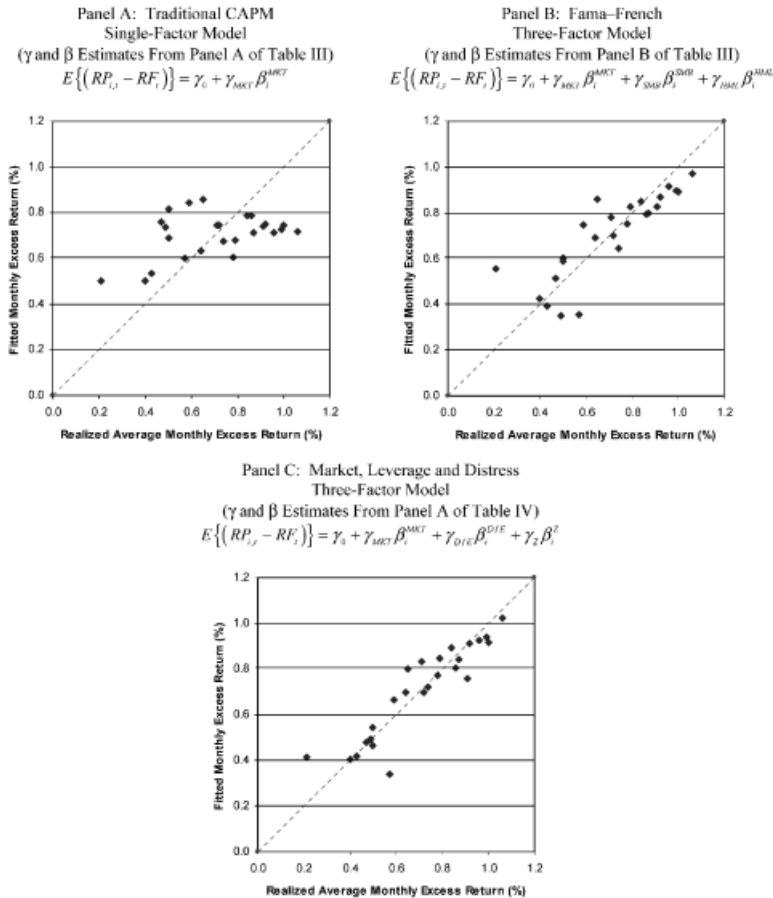 Panel A: Traditional CAPM
Single-Factor Model
(γ and β Estimates From Panel A of Table III)
E{(RP_{i,t} − RF_t)} = γ_0 + γ_{MKT} β_i^{MKT}
1.2
1.0
0.8
0.6
0.4
0.2
0.0
0.0 0.2 0.4 0.6 0.8 1.0 1.2
Fitted Monthly Excess Return (%)
Realized Average Monthly Excess Return (%)
Panel B: Fama–French
Three-Factor Model
(γ and β Estimates From Panel B of Table III)
E{(RP_{i,t} − RF_t)} = γ_0 + γ_{MKT} β_i^{MKT} + γ_{SMB} β_i^{SMB} + γ_{HML} β_i^{HML}
1.2
1.0
0.8
0.6
0.4
0.2
0.0
0.0 0.2 0.4 0.6 0.8 1.0 1.2
Fitted Monthly Excess Return (%)
Realized Average Monthly Excess Return (%)
Panel C: Market, Leverage and Distress
Three-Factor Model
(γ and β Estimates From Panel A of Table IV)
E{(RP_{i,t} − RF_t)} = γ_0 + γ_{MKT} β_i^{MKT} + γ_{D/E} β_i^{D/E} + γ_Z β_i^Z
1.2
1.0
0.8
0.6
0.4
0.2
0.0
0.0 0.2 0.4 0.6 0.8 1.0 1.2
Fitted Monthly Excess Return (%)
Realized Average Monthly Excess Return (%)